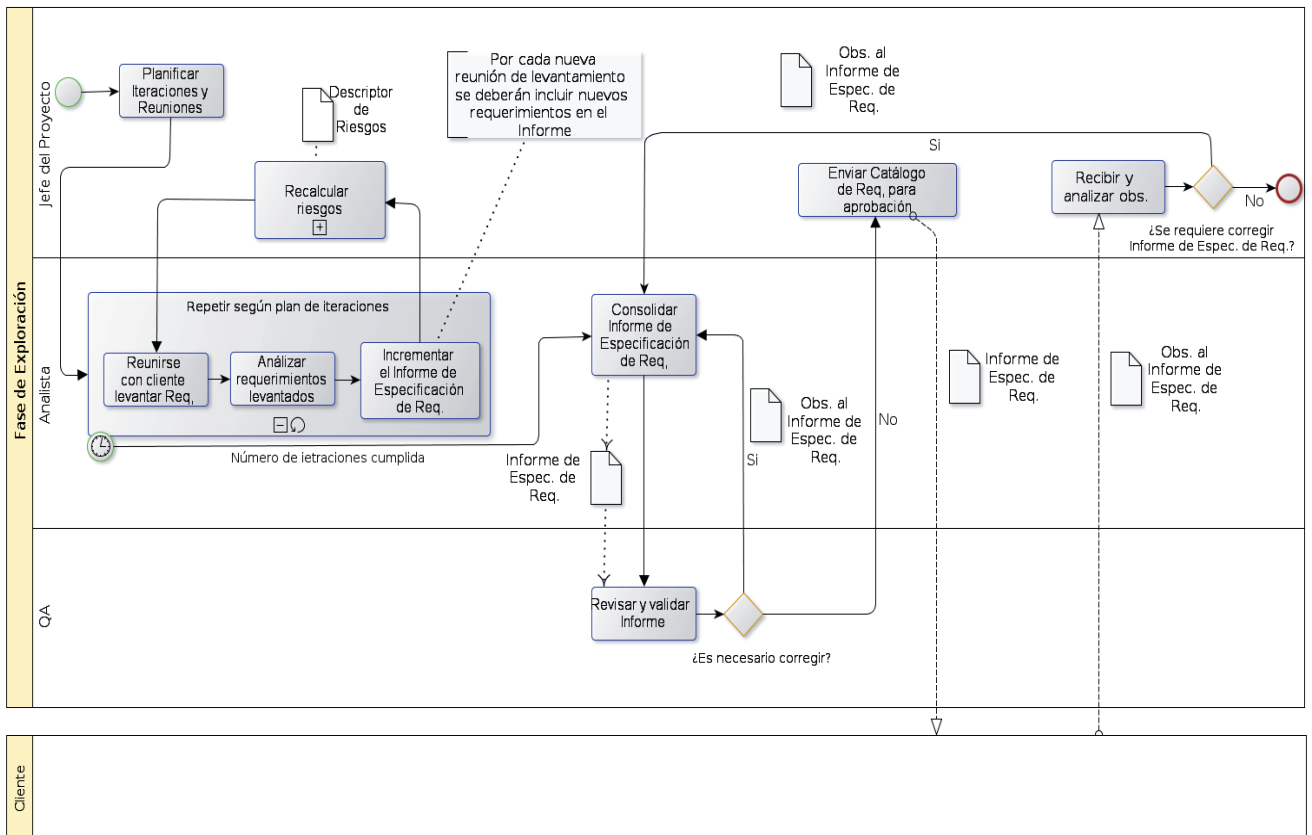 Fase de Exploración
Jefe del Proyecto
Planificar
Iteraciones y
Reuniones
Descriptor
de
Riesgos
Recalcular
riesgos
Por cada nueva
reunión de levantamiento
se deberán incluir nuevos
requerimientos en el
Informe
Obs. al
Informe de
Espec. de
Req.
Si
Enviar Catálogo
de Req, para
aprobación
Recibir y
analizar obs.
No
¿Se requiere corregir
Informe de Espec. de Req.?
Analista
Repetir según plan de iteraciones
Reunirse
con cliente
levantar Req,
Análizar
requerimientos
levantados
Incrementar
el Informe de
Especificación
de Req.
Número de ietraciones cumplida
Consolidar
Informe de
Especificación
de Req,
Informe de
Espec. de
Req.
Obs. al
Informe de
Espec. de
Req.
Si
No
Informe de
Espec. de
Req.
Obs. al
Informe de
Espec. de
Req.
QA
Revisar y validar
Informe
¿Es necesario corregir?
Cliente